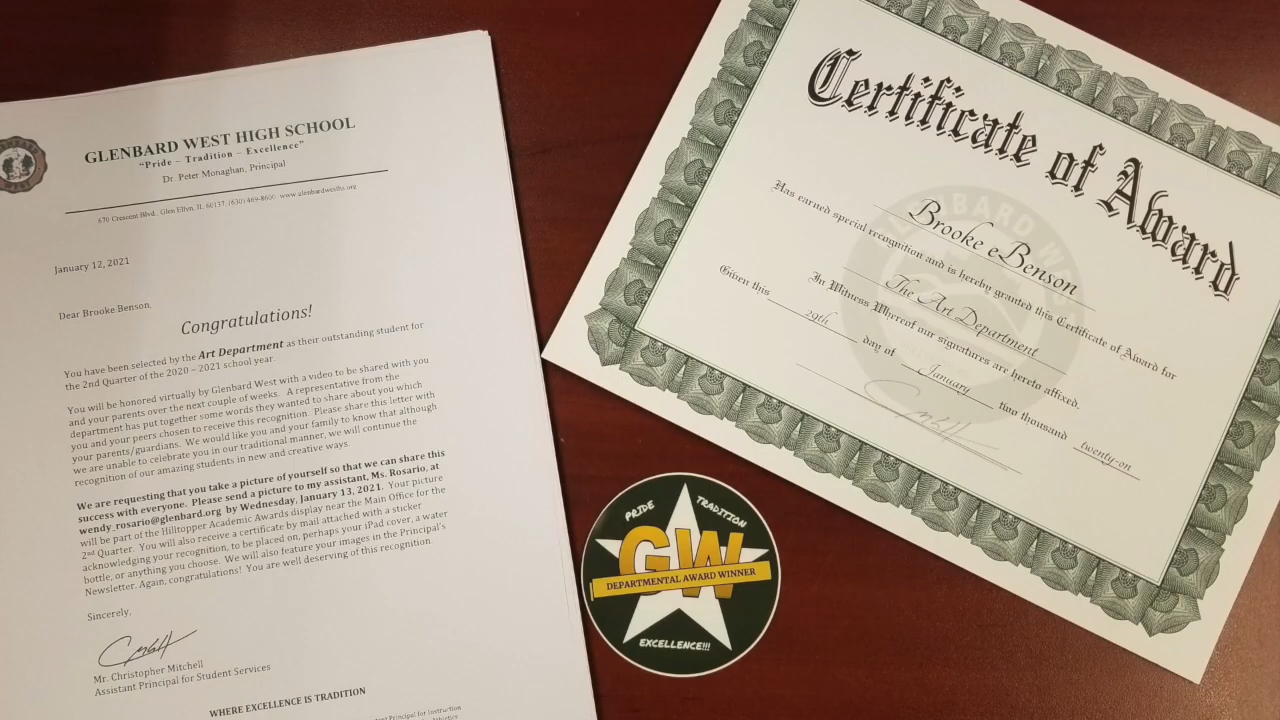 GLENBARD WEST HIGH SCHOOL
"Pride – Tradition – Excellence"
Dr. Peter Monaghan, Principal
670 Crescent Blvd., Glen Ellyn, IL 60137, (630) 469-8600 www.glenbardwesths.org
January 12, 2021
Dear Brooke Benson,
Congratulations!
You have been selected by the Art Department as their outstanding student for
the 2nd Quarter of the 2020 – 2021 school year.
You will be honored virtually by Glenbard West with a video to be shared with you
and your parents over the next couple of weeks. A representative from the
department has put together some words they wanted to share about you which
you and your peers chosen to receive this recognition. Please share this letter with
your parents/guardians. We would like you and your family to know that although
we are unable to celebrate you in our traditional manner, we will continue the
recognition of our amazing students in new and creative ways.
We are requesting that you take a picture of yourself so that we can share this
success with everyone. Please send a picture to my assistant, Ms. Rosario, at
wendy_rosario@glenbard.org by Wednesday, January 13, 2021. Your picture
will be part of the Hilltopper Academic Awards display near the Main Office for the
2nd Quarter. You will also receive a certificate by mail attached with a sticker
acknowledging your recognition, to be placed on, perhaps your iPad cover, a water
bottle, or anything you choose. We will also feature your images in the Principal's
Newsletter. Again, congratulations! You are well deserving of this recognition.
Sincerely,
Mr. Christopher Mitchell
Assistant Principal for Student Services
WHERE EXCELLENCE IS TRADITION
Principal for Instruction
Certificate of Award
Brooke Benson
Has earned special recognition and is hereby granted this Certificate of Award for
The Art Department
In Witness Whereof our signatures are hereto affixed.
Given this 29th day of January two thousand twenty-on
PRIDE TRADITION
GW
DEPARTMENTAL AWARD WINNER
EXCELLENCE!!!